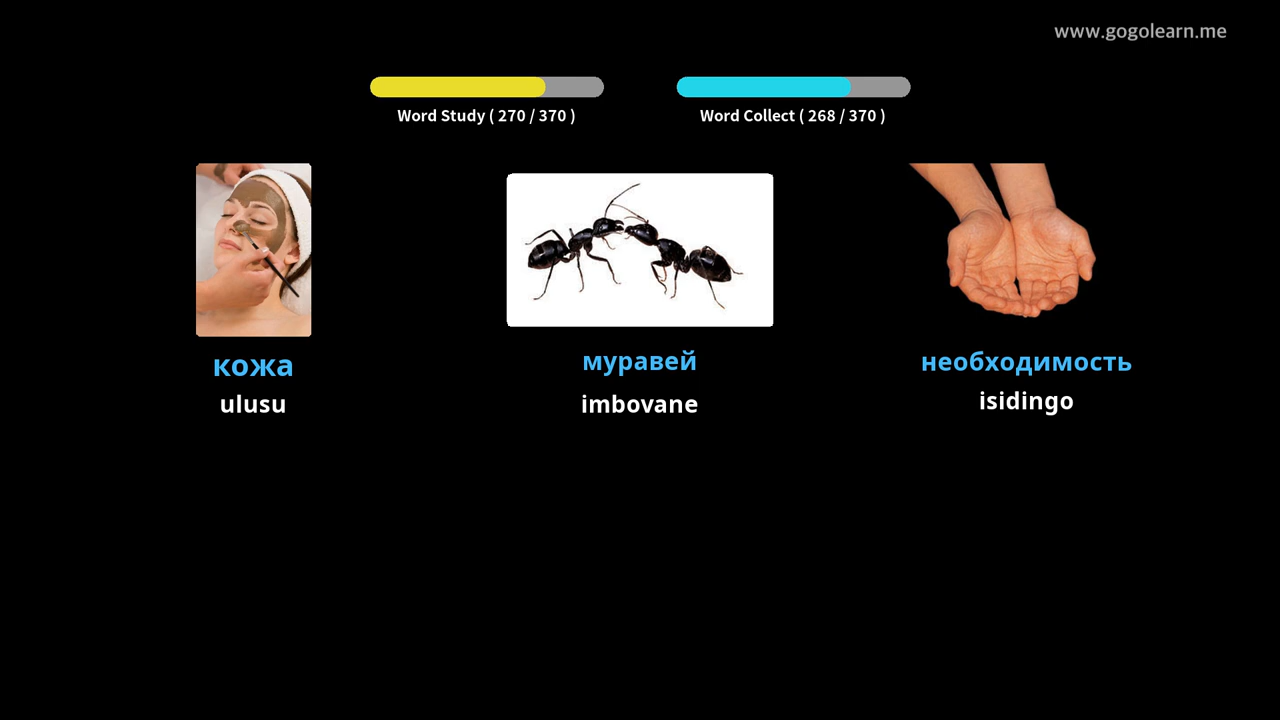 www.gogolearn.me
Word Study ( 270 / 370 )
Word Collect ( 268 / 370 )
кожа
ulusu
муравей
imbovane
необходимость
isidingo